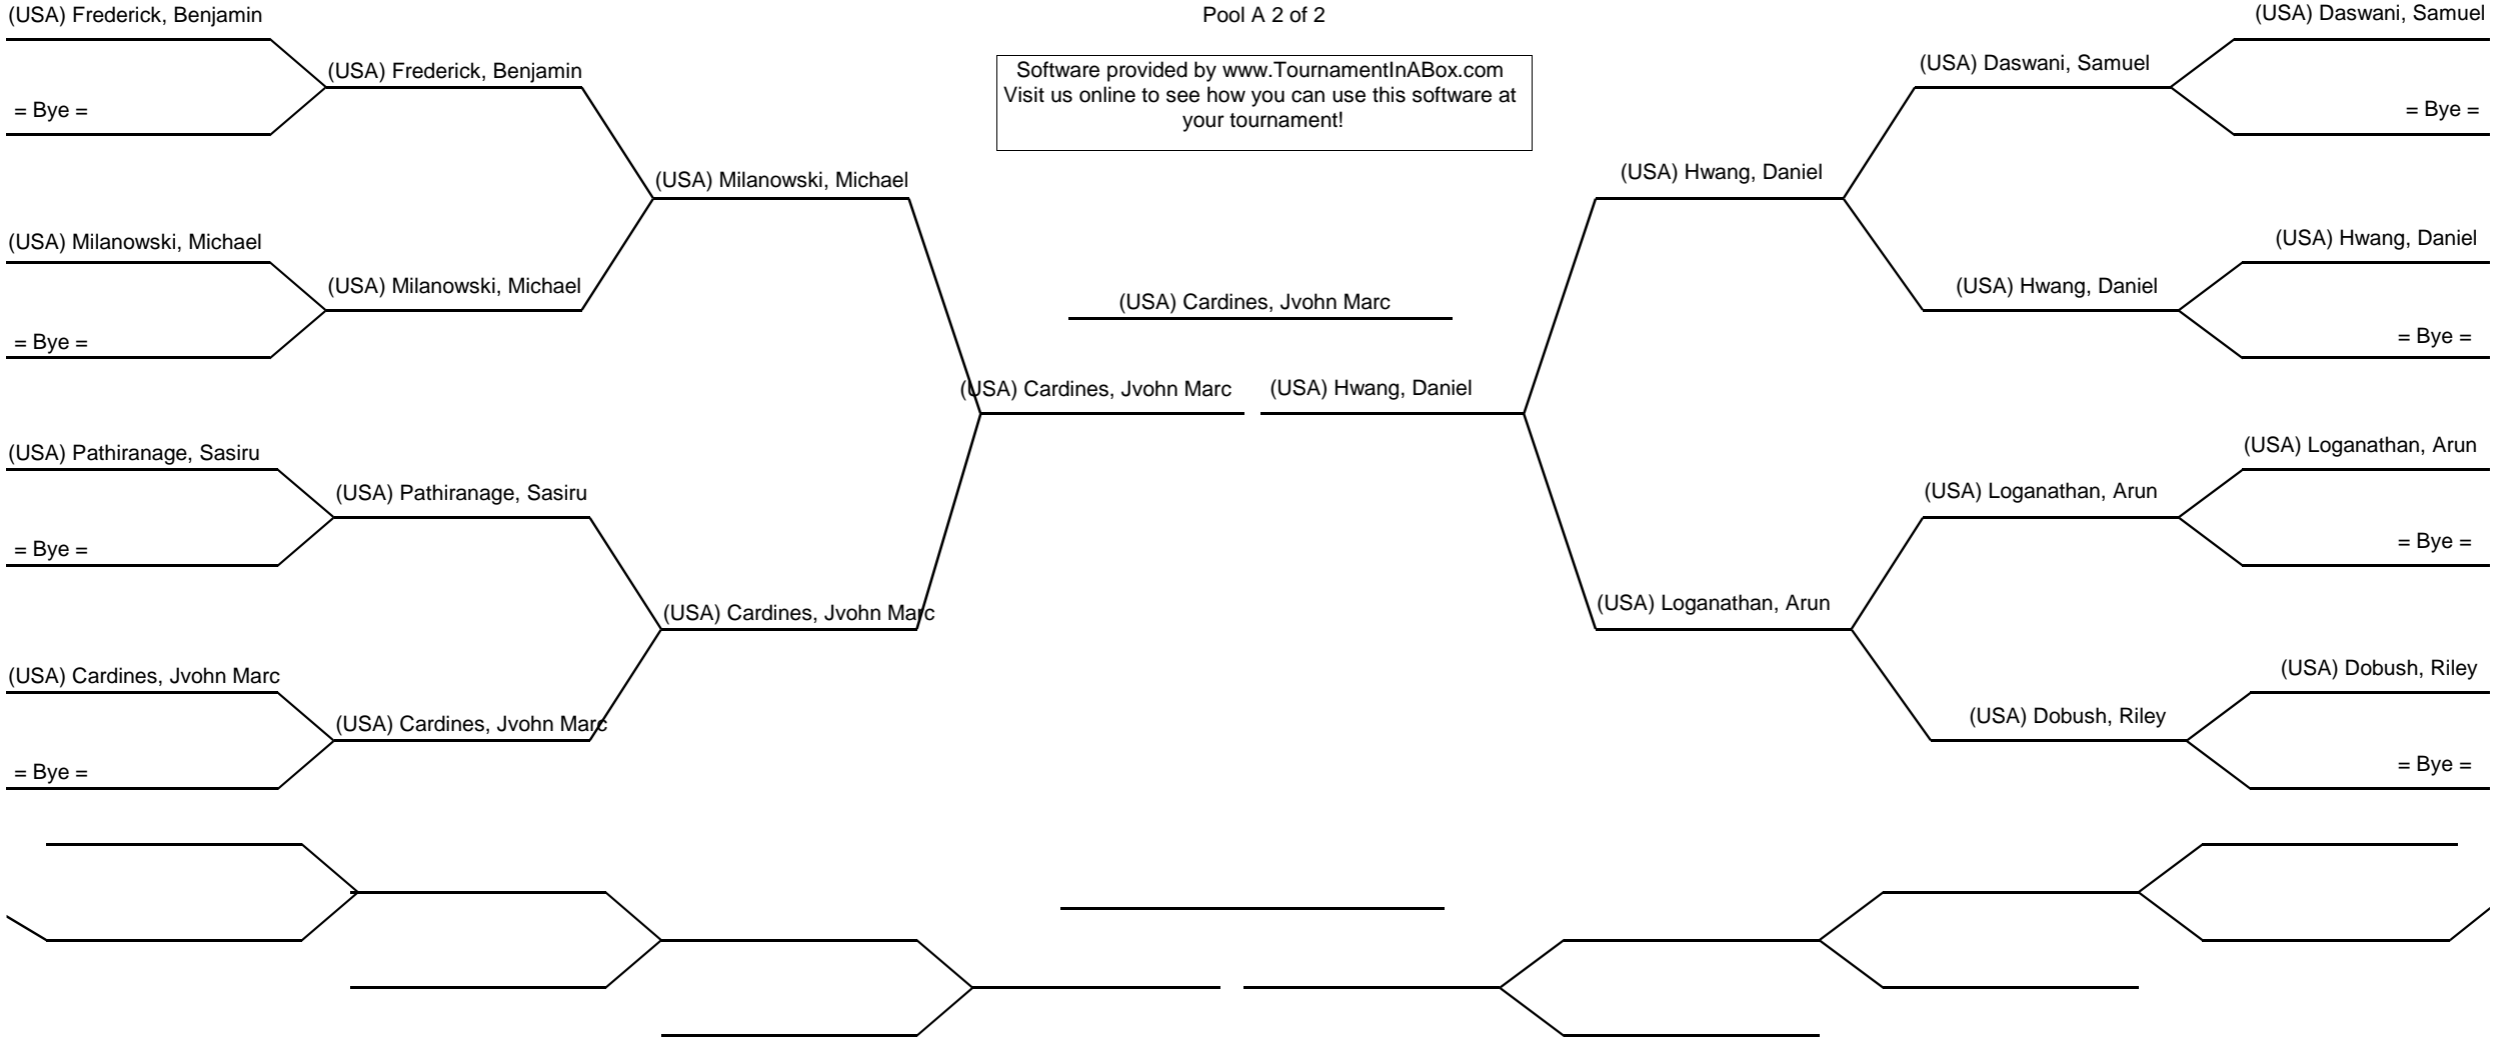 (USA) Frederick, Benjamin
Pool A 2 of 2
(USA) Daswani, Samuel
(USA) Frederick, Benjamin
Software provided by www.TournamentInABox.com
Visit us online to see how you can use this software at
your tournament!
(USA) Daswani, Samuel
= Bye =
= Bye =
(USA) Milanowski, Michael
(USA) Hwang, Daniel
(USA) Milanowski, Michael
(USA) Hwang, Daniel
(USA) Milanowski, Michael
(USA) Cardines, Jvohn Marc
(USA) Hwang, Daniel
= Bye =
= Bye =
(USA) Cardines, Jvohn Marc
(USA) Hwang, Daniel
(USA) Pathiranage, Sasiru
(USA) Loganathan, Arun
(USA) Pathiranage, Sasiru
(USA) Loganathan, Arun
= Bye =
= Bye =
(USA) Cardines, Jvohn Marc
(USA) Loganathan, Arun
(USA) Cardines, Jvohn Marc
(USA) Dobush, Riley
(USA) Cardines, Jvohn Marc
(USA) Dobush, Riley
= Bye =
= Bye =